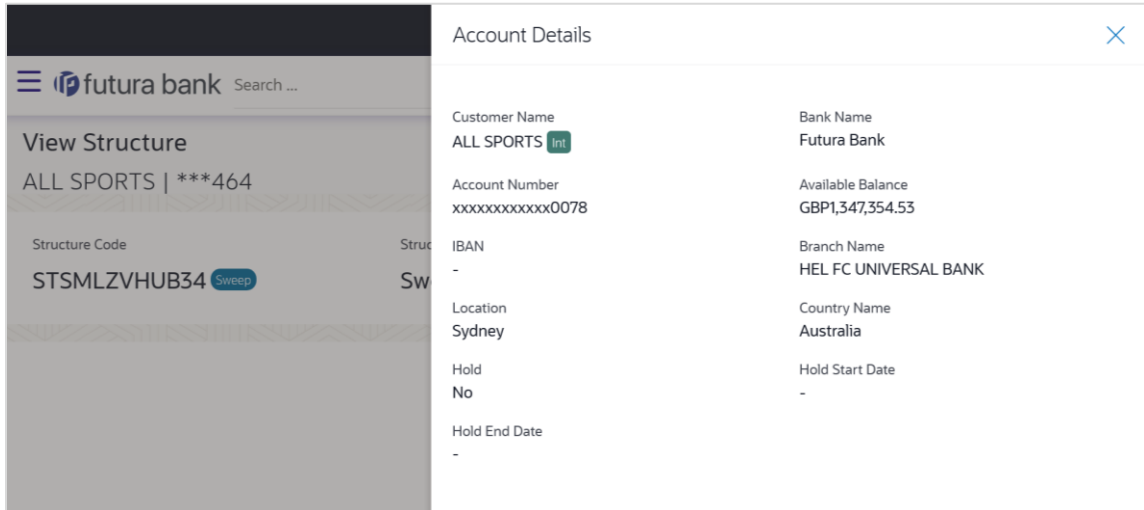 Account Details
futura bank Search ...
View Structure
ALL SPORTS | ***464
Structure Code
STSMLZVHUB34 Sweep
Struc
Sw
Customer Name
ALL SPORTS Int
Bank Name
Futura Bank
Account Number
xxxxxxxxxxxx0078
Available Balance
GBP1,347,354.53
IBAN
-
Branch Name
HEL FC UNIVERSAL BANK
Location
Sydney
Country Name
Australia
Hold
No
Hold Start Date
-
Hold End Date
-